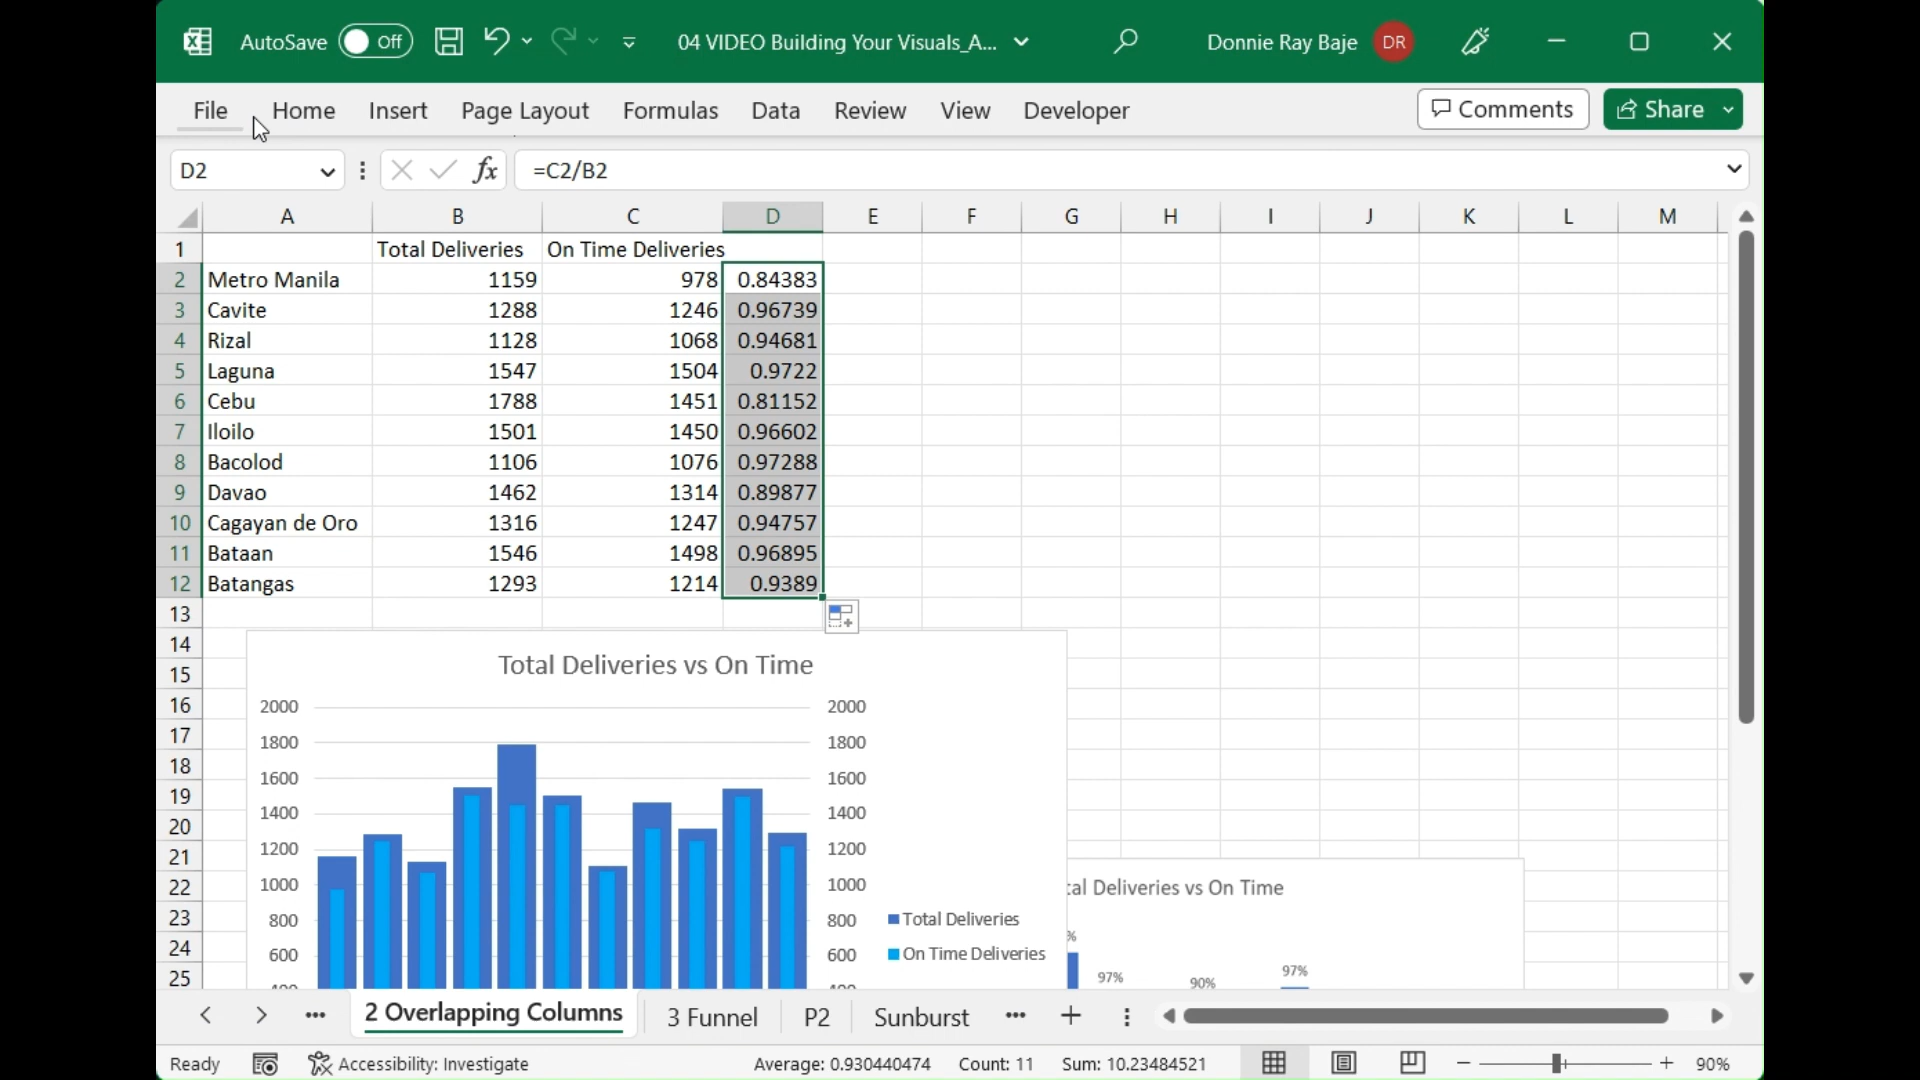 AutoSave Off 04 VIDEO Building Your Visuals_A... Donnie Ray Baje DR
File Home Insert Page Layout Formulas Data Review View Developer Comments Share
D2 fx =C2/B2
A B C D E F G H I J K L M
1 Total Deliveries On Time Deliveries
2 Metro Manila 1159 978 0.84383
3 Cavite 1288 1246 0.96739
4 Rizal 1128 1068 0.94681
5 Laguna 1547 1504 0.9722
6 Cebu 1788 1451 0.81152
7 Iloilo 1501 1450 0.96602
8 Bacolod 1106 1076 0.97288
9 Davao 1462 1314 0.89877
10 Cagayan de Oro 1316 1247 0.94757
11 Bataan 1546 1498 0.96895
12 Batangas 1293 1214 0.9389
13
14
15 Total Deliveries vs On Time
16 2000 2000
17 1800 1800
18 1600 1600
19 1400 1400
20 1200 1200
21
22 1000 1000 tal Deliveries vs On Time
23 800 800 Total Deliveries %
24 600 600 On Time Deliveries
25 97% 90% 97%
2 Overlapping Columns 3 Funnel P2 Sunburst
Ready Accessibility: Investigate Average: 0.930440474 Count: 11 Sum: 10.23484521 90%